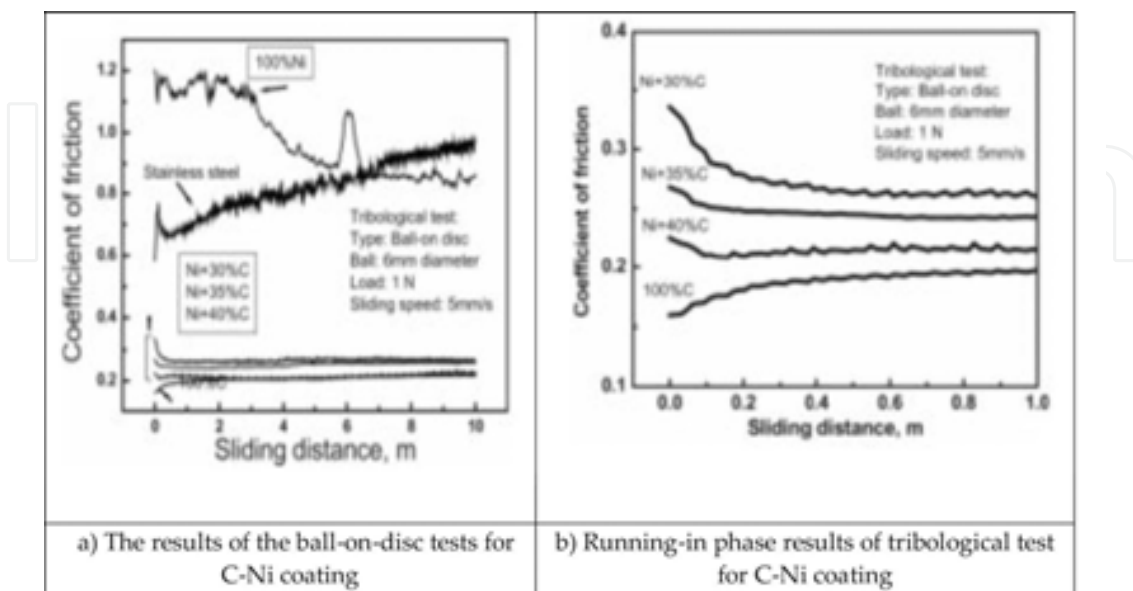 1.2
1.0
0.8
0.6
0.4
0.2
Coefficient of friction
100%Ni
Stainless steel
Ni+30%C
Ni+35%C
Ni+40%C
Tribological test:
Type: Ball-on disc
Ball: 6mm diameter
Load: 1 N
Sliding speed: 5mm/s
100%C
0 2 4 6 8 10
Sliding distance, m
0.4
0.3
0.2
0.1
Coefficient of friction
Ni+30%C
Ni+35%C
Ni+40%C
100%C
Tribological test:
Type: Ball-on disc
Ball: 6mm diameter
Load: 1 N
Sliding speed: 5mm/s
0.0 0.2 0.4 0.6 0.8 1.0
Sliding distance, m
a) The results of the ball-on-disc tests for
C-Ni coating
b) Running-in phase results of tribological test
for C-Ni coating